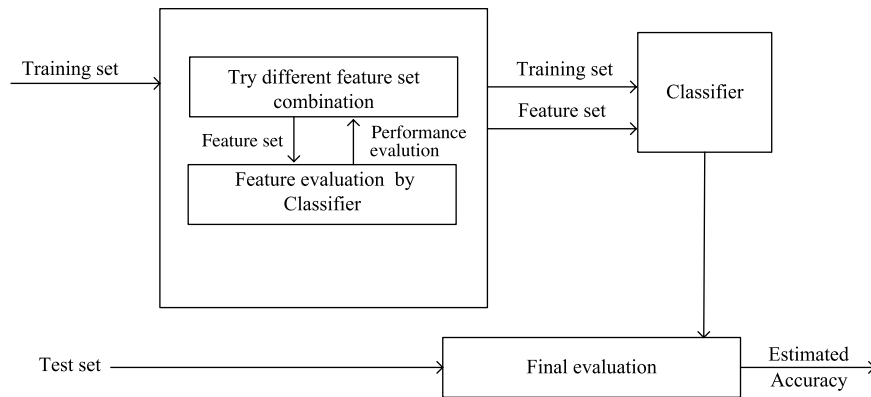 Training set
Try different feature set
combination
Feature set
Performance
evalution
Feature evaluation by
Classifier
Training set
Feature set
Classifier
Test set
Final evaluation
Estimated
Accuracy